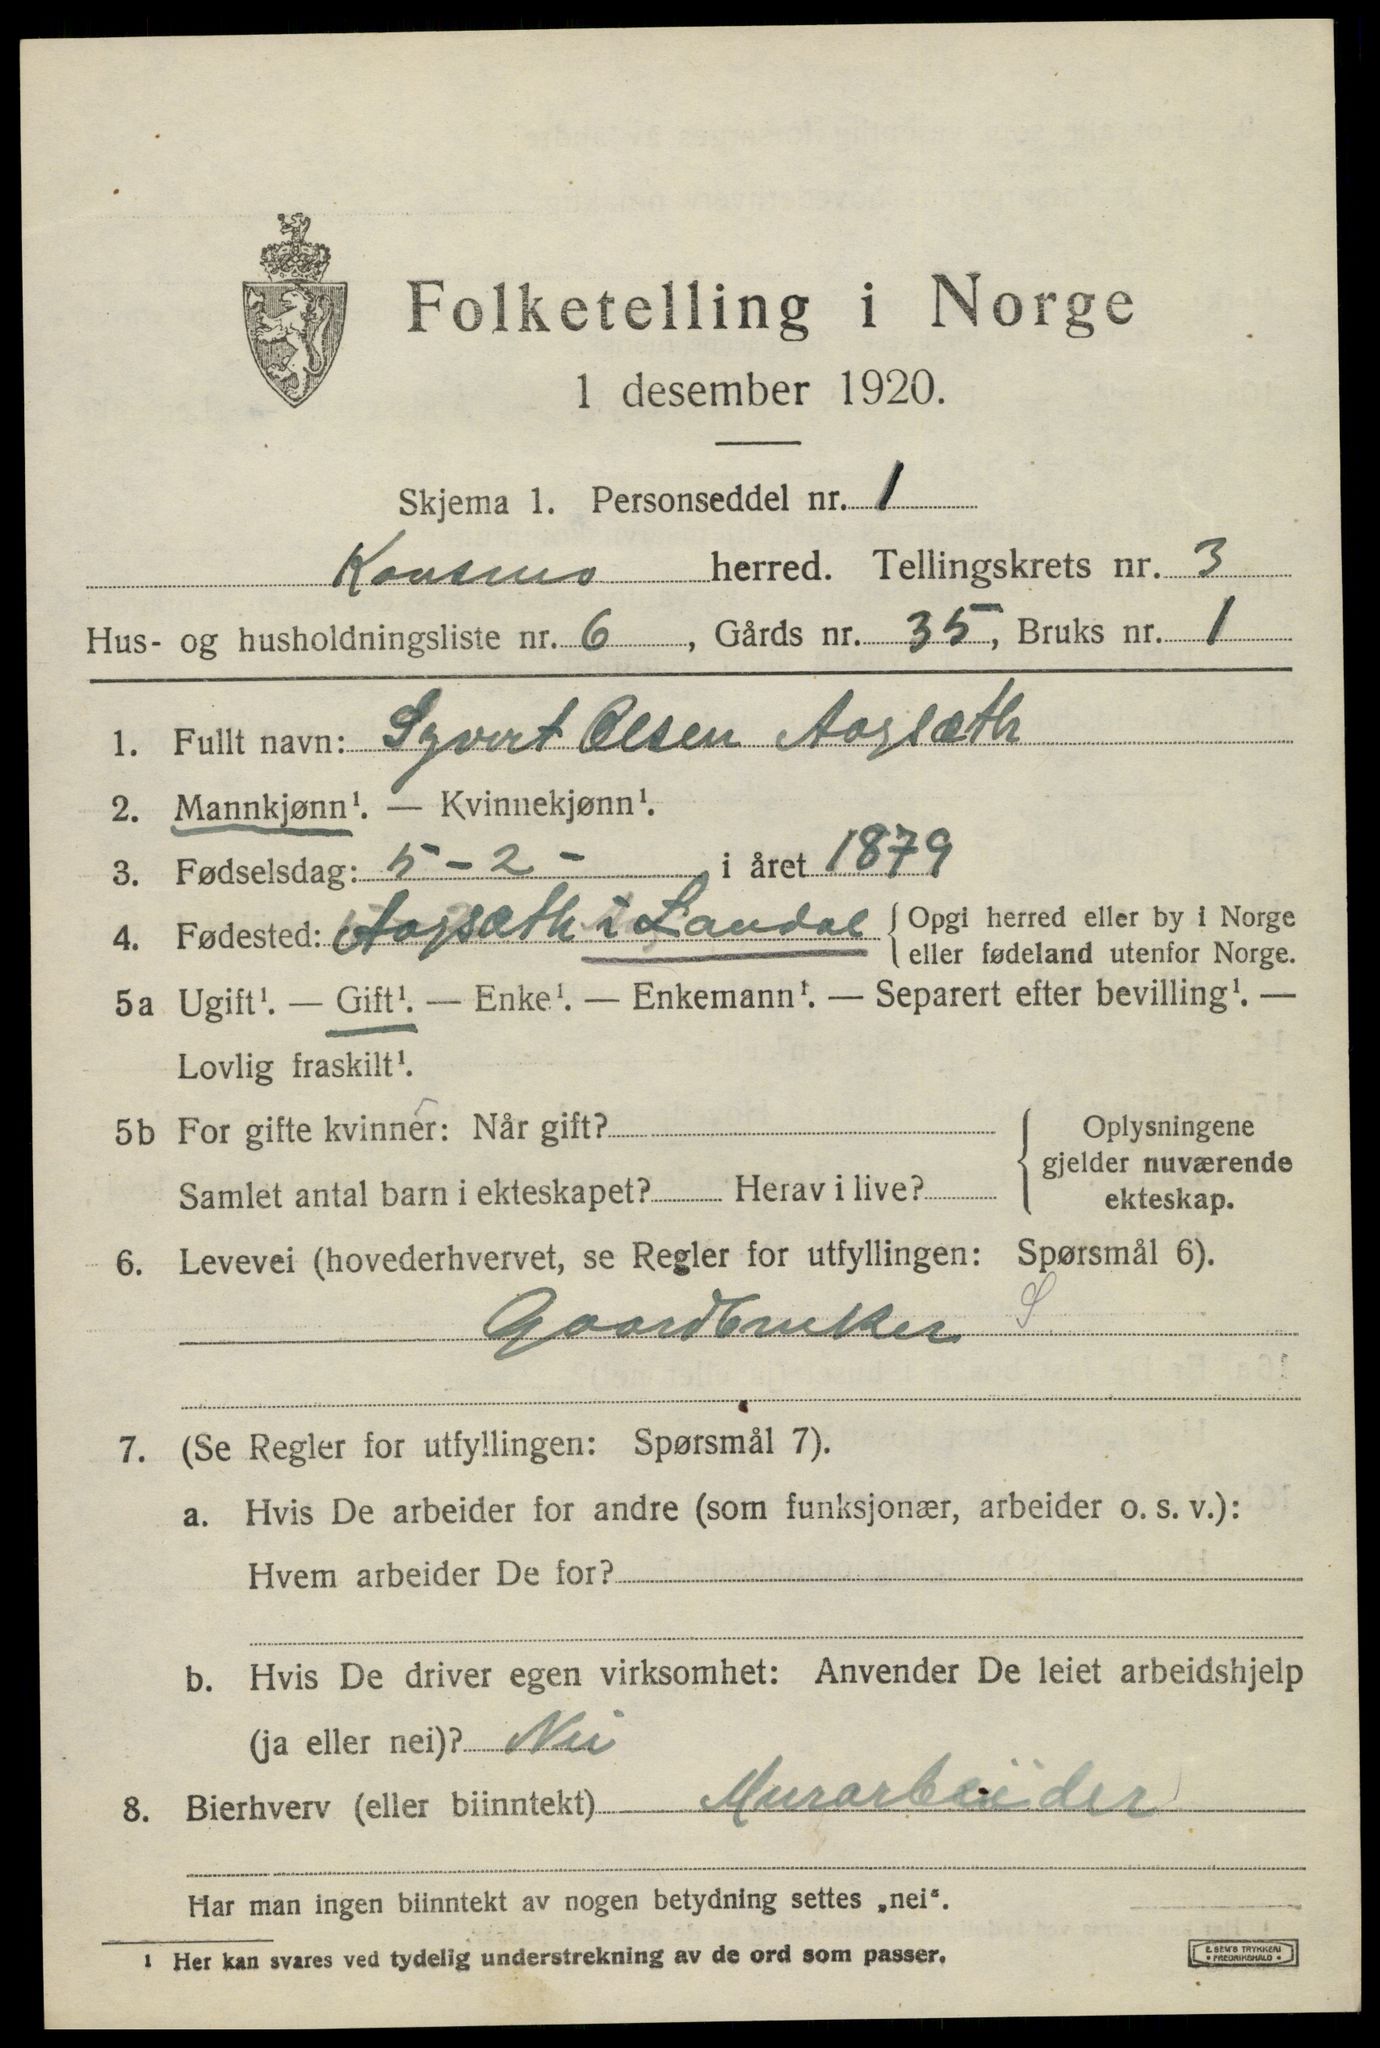 Folketelling i Norge
1 desember 1920.
Skjema 1. Personseddel nr. 1
Konsmo herred. Tellingskrets nr. 3
Hus- og husholdningsliste nr. 6, Gårds nr. 35, Bruks nr. 1
1. Fullt navn: Syvert Olsen Aogsæth
2. Mannkjønn¹. — Kvinnekjønn¹.
3. Fødselsdag: 5 - 2 - i året 1879
4. Fødested: Aogsæth i Laudal { Opgi herred eller by i Norge
eller fødeland utenfor Norge.
5a Ugift¹. — Gift¹. — Enke¹. — Enkemann¹. — Separert efter bevilling¹. —
Lovlig fraskilt¹.
5b For gifte kvinner: Når gift?
Samlet antal barn i ekteskapet? Herav i live?
Oplysningene
gjelder nuværende
ekteskap.
6. Levevei (hovederhvervet, se Regler for utfyllingen: Spørsmål 6).
Goardbruker S
7. (Se Regler for utfyllingen: Spørsmål 7).
a. Hvis De arbeider for andre (som funksjonær, arbeider o. s. v.):
Hvem arbeider De for?
b. Hvis De driver egen virksomhet: Anvender De leiet arbeidshjelp
(ja eller nei)? Nei
8. Bierhverv (eller biinntekt) Murarbeider
Har man ingen biinntekt av nogen betydning settes „nei“.
¹ Her kan svares ved tydelig understrekning av de ord som passer.
E. SEM'S TRYKKERI
• FREDRIKSHALD •